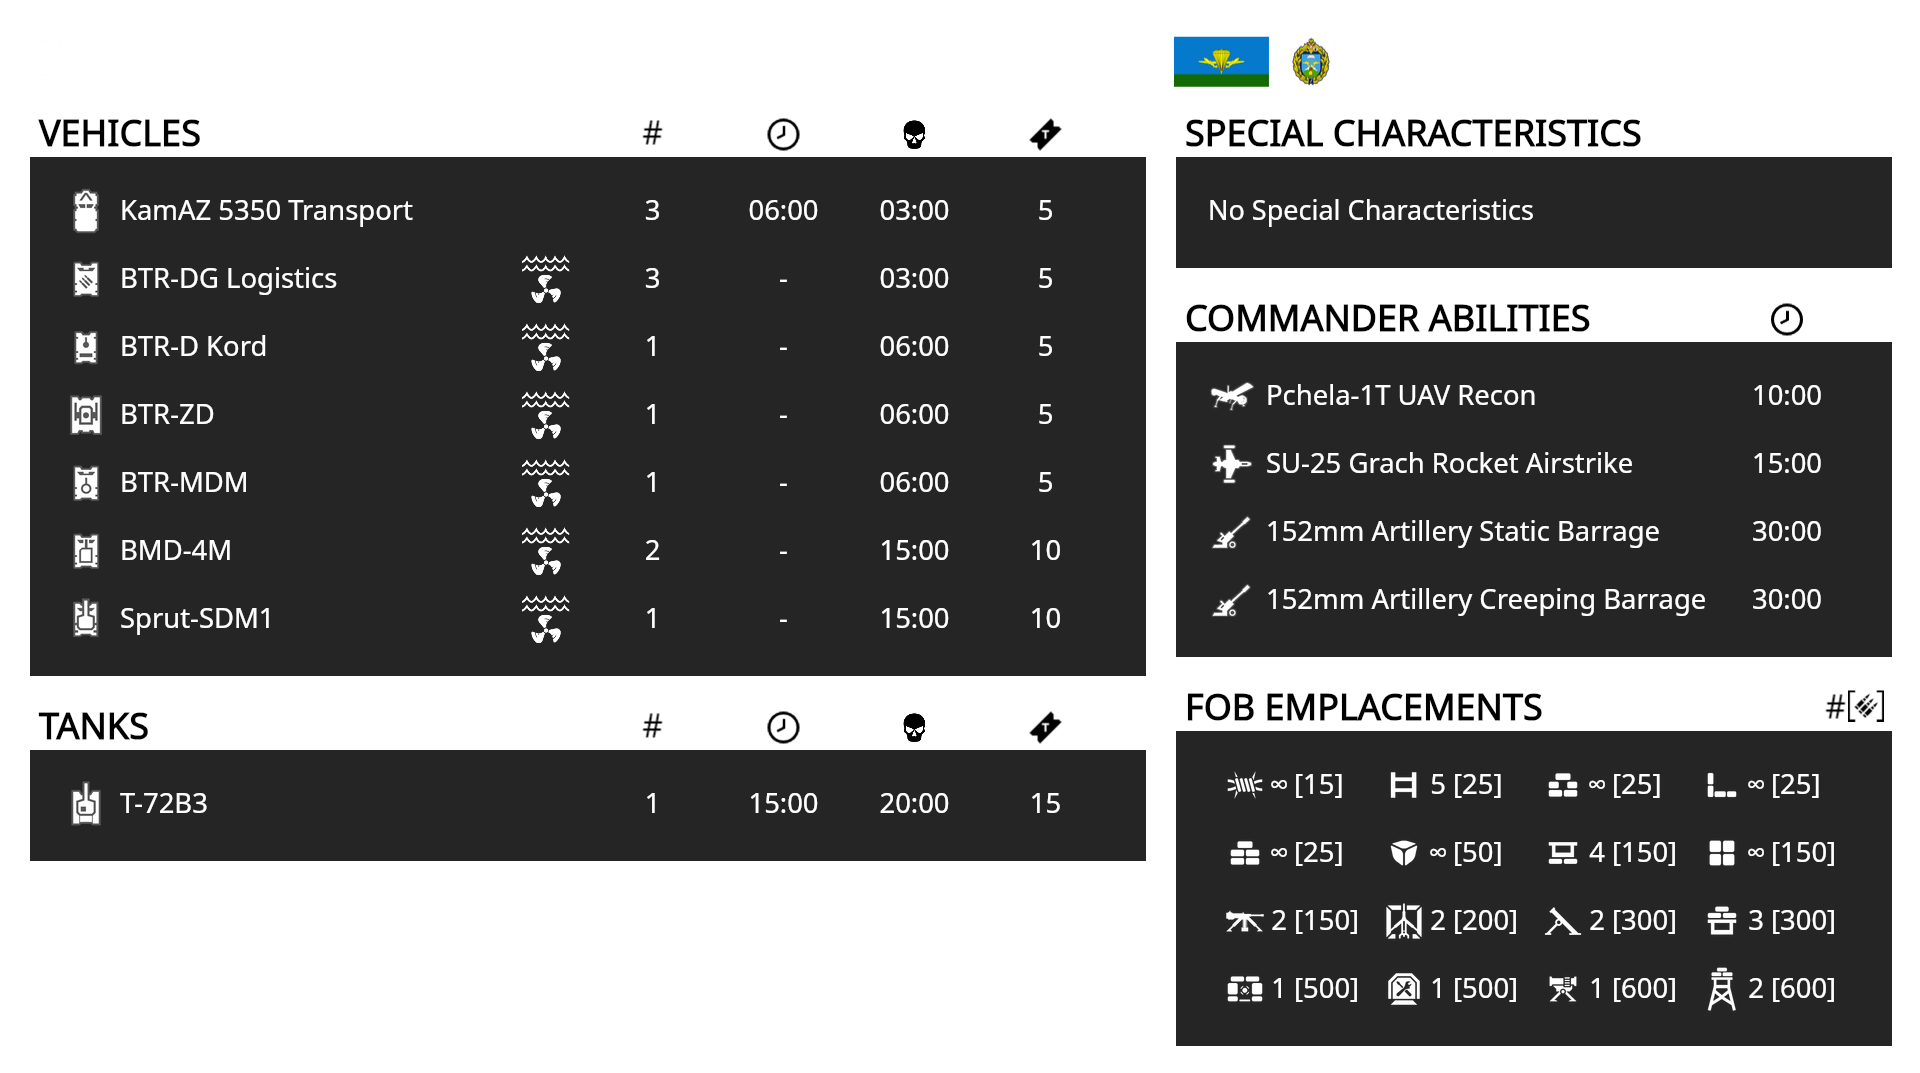 VEHICLES #
KamAZ 5350 Transport 3 06:00 03:00 5
BTR-DG Logistics 3 - 03:00 5
BTR-D Kord 1 - 06:00 5
BTR-ZD 1 - 06:00 5
BTR-MDM 1 - 06:00 5
BMD-4M 2 - 15:00 10
Sprut-SDM1 1 - 15:00 10
TANKS #
T-72B3 1 15:00 20:00 15
SPECIAL CHARACTERISTICS
No Special Characteristics
COMMANDER ABILITIES
Pchela-1T UAV Recon 10:00
SU-25 Grach Rocket Airstrike 15:00
152mm Artillery Static Barrage 30:00
152mm Artillery Creeping Barrage 30:00
FOB EMPLACEMENTS #[]
∞ [15] 5 [25] ∞ [25] ∞ [25]
∞ [25] ∞ [50] 4 [150] ∞ [150]
2 [150] 2 [200] 2 [300] 3 [300]
1 [500] 1 [500] 1 [600] 2 [600]